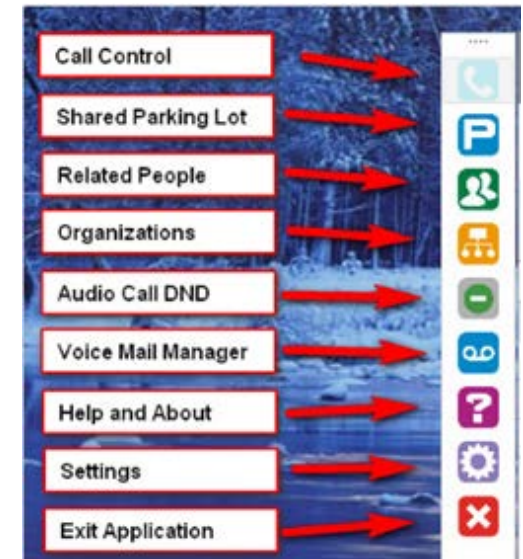 Call Control
Shared Parking Lot
P
Related People
Organizations
Audio Call DND
Voice Mail Manager
Help and About
?
Settings
Exit Application